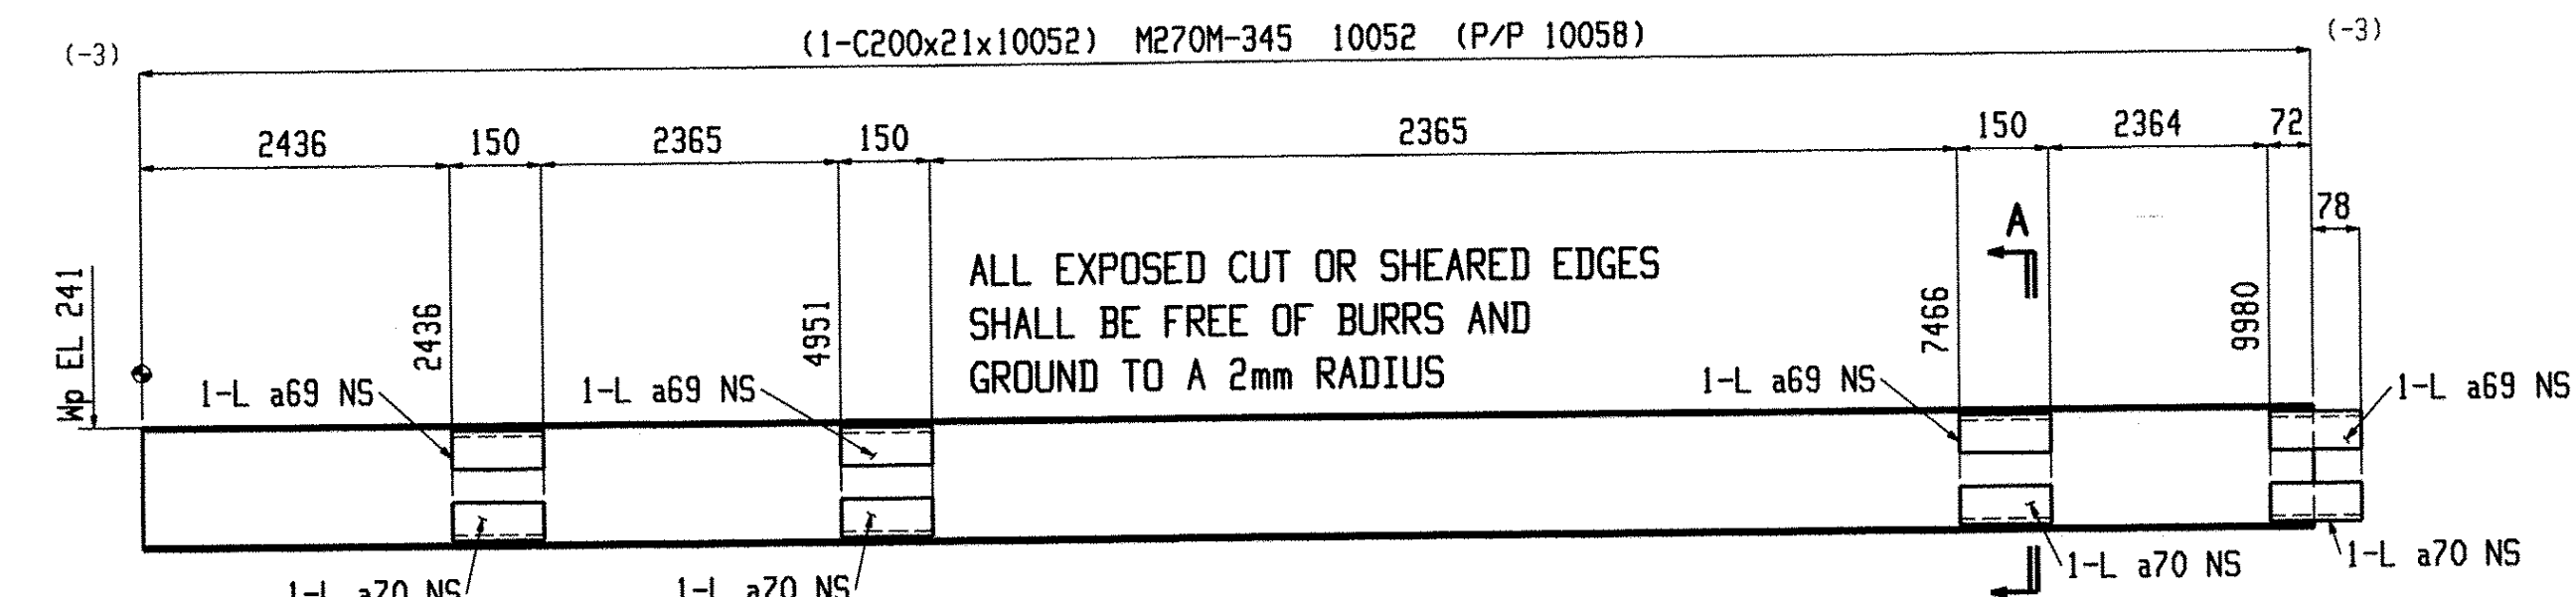 (-3) (1-C200x21x10052) M270M-345 10052 (P/P 10058) (-3)
2436 150 2365 150 2365 150 2364 72
78
A
Wp EL 241
2436
4951
7466
9980
ALL EXPOSED CUT OR SHEARED EDGES
SHALL BE FREE OF BURRS AND
GROUND TO A 2mm RADIUS
1-L a69 NS
1-L a69 NS
1-L a69 NS
1-L a69 NS
1-L a70 NS
1-L a70 NS
1-L a70 NS
1-L a70 NS